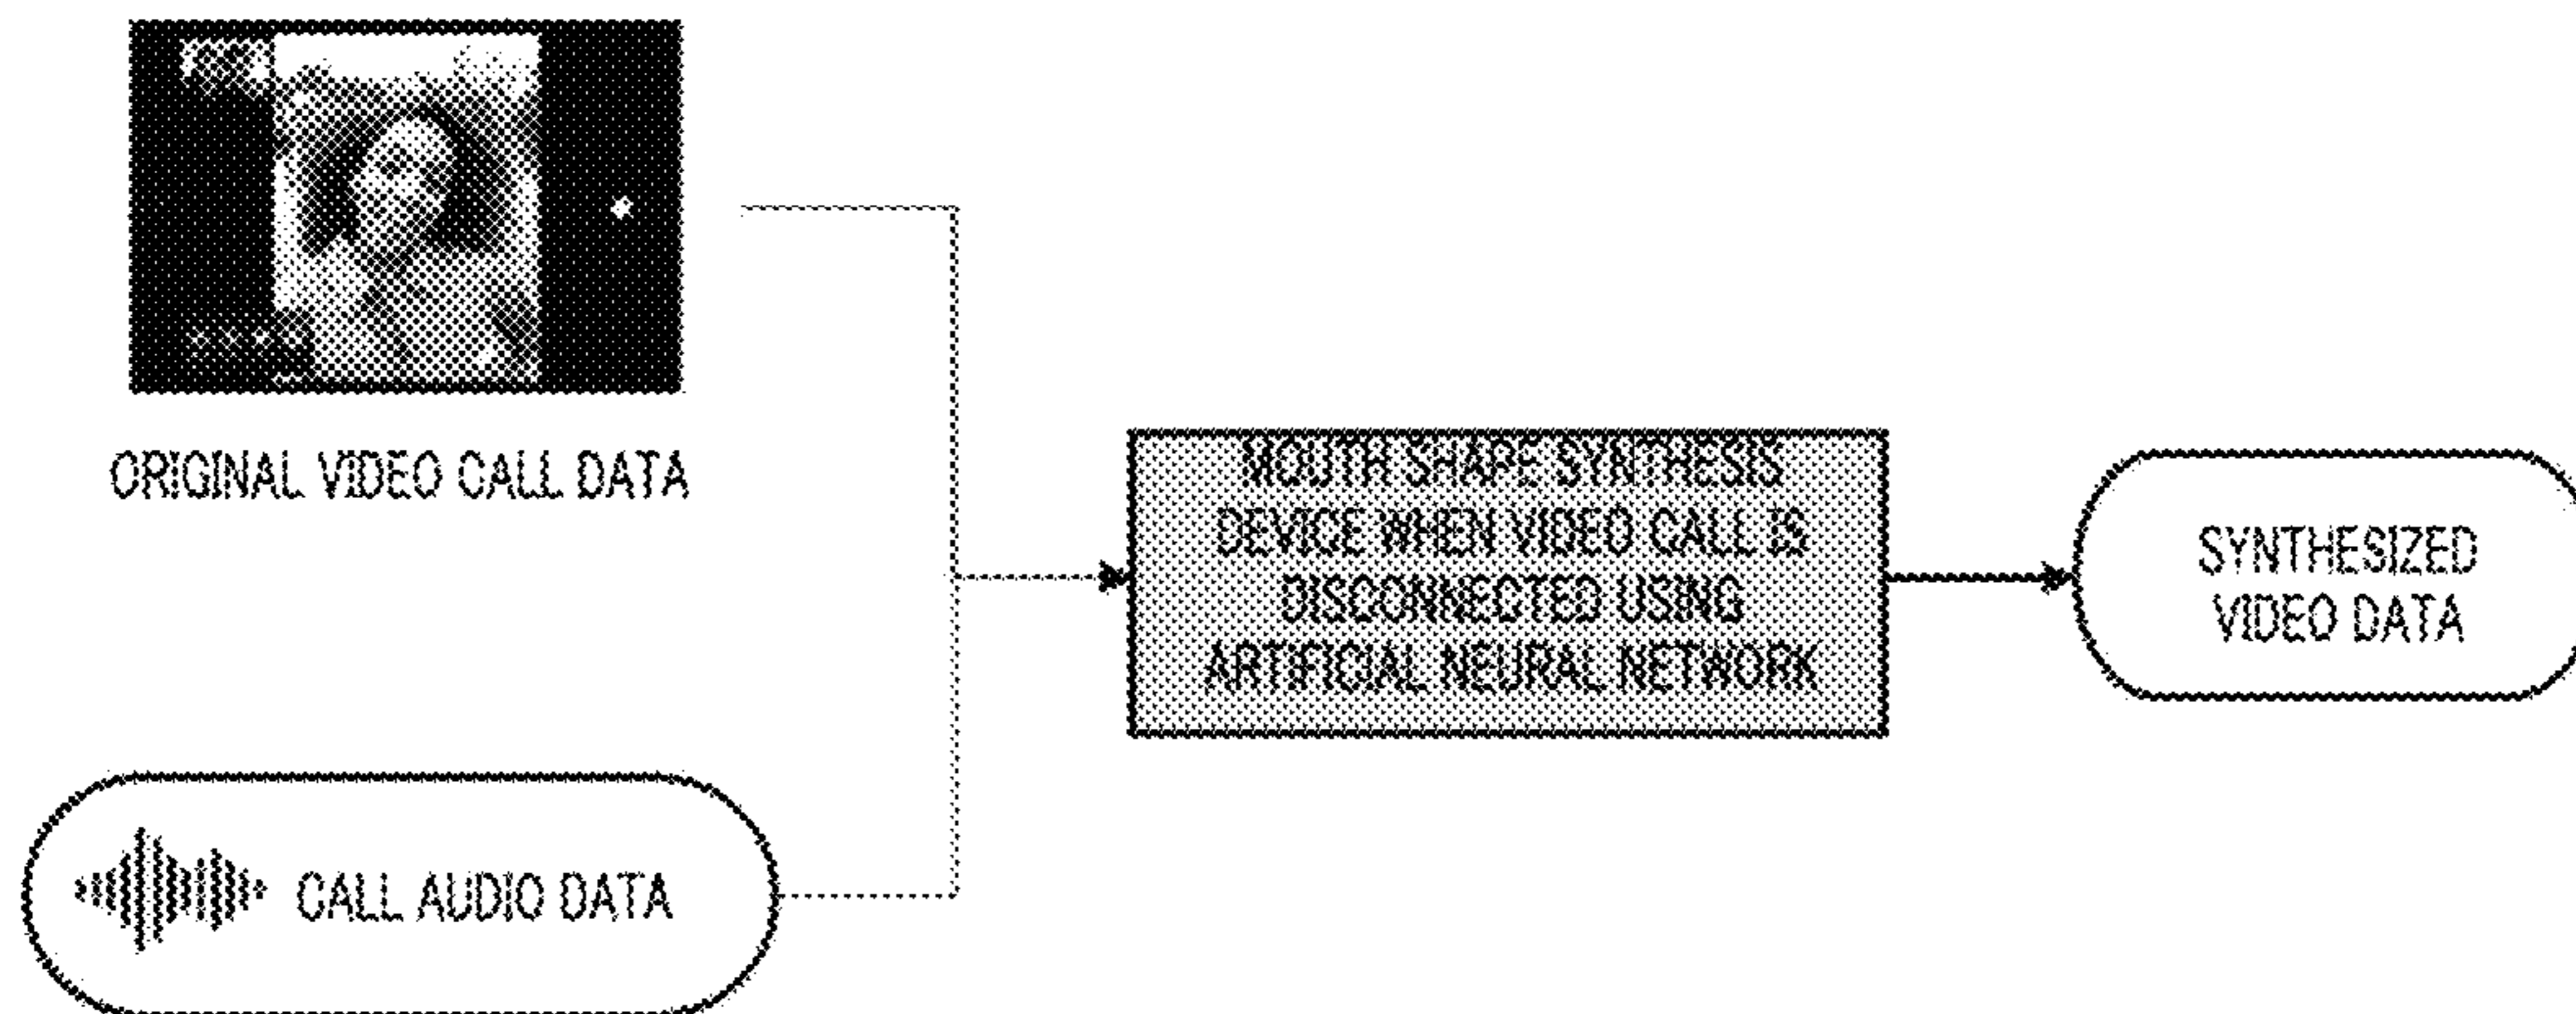 ORIGINAL VIDEO CALL DATA
MOUTH SHAPE SYNTHESIS
DEVICE WHEN VIDEO CALL IS
DISCONNECTED USING
ARTIFICIAL NEURAL NETWORK
SYNTHESIZED
VIDEO DATA
CALL AUDIO DATA